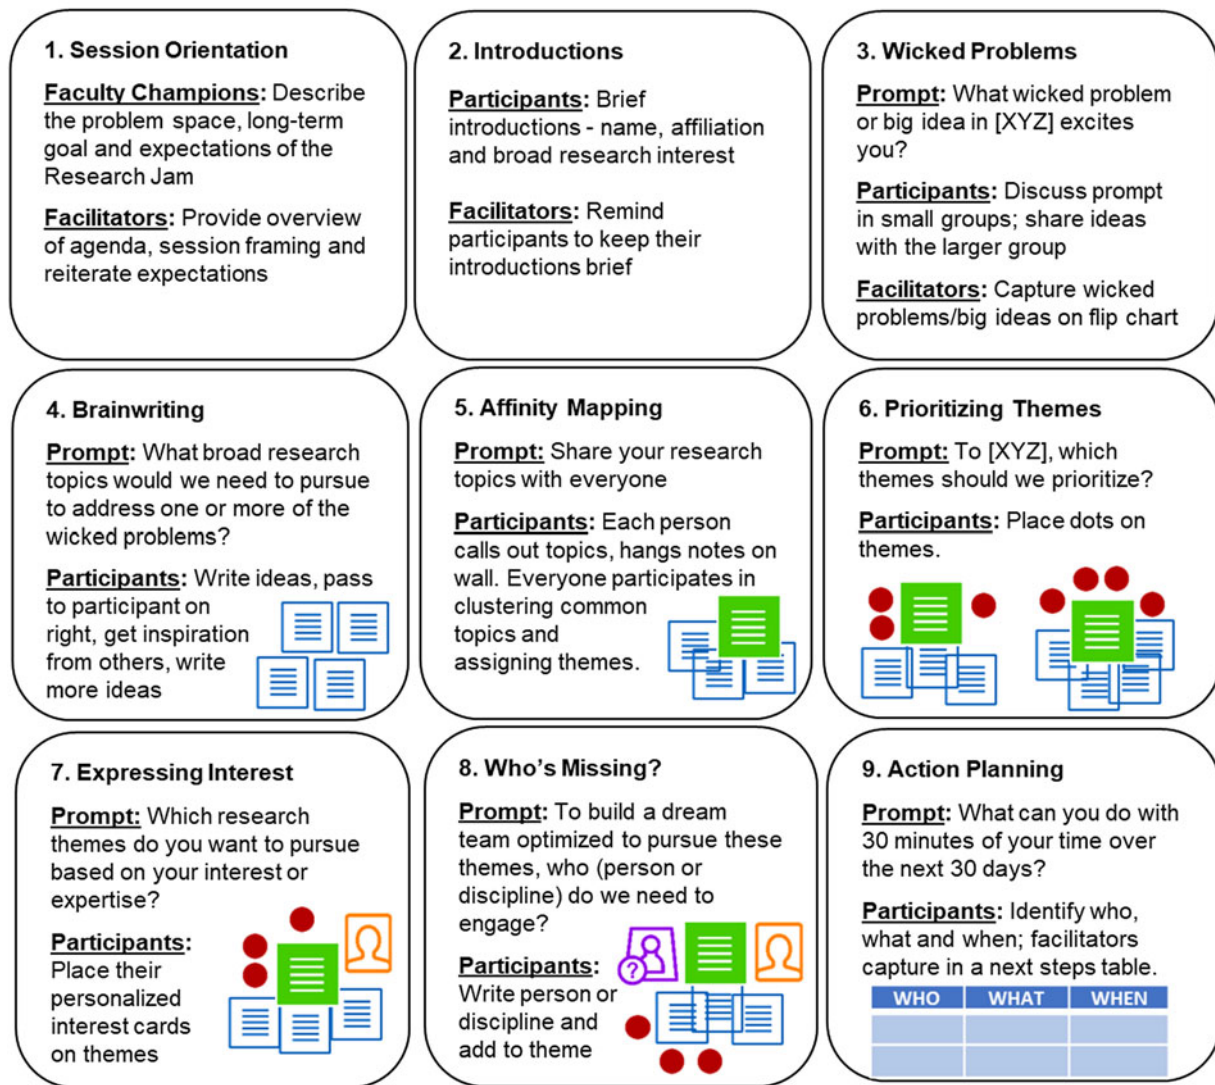 1. Session Orientation
Faculty Champions: Describe
the problem space, long-term
goal and expectations of the
Research Jam
Facilitators: Provide overview
of agenda, session framing and
reiterate expectations
2. Introductions
Participants: Brief
introductions - name, affiliation
and broad research interest
Facilitators: Remind
participants to keep their
introductions brief
3. Wicked Problems
Prompt: What wicked problem
or big idea in [XYZ] excites
you?
Participants: Discuss prompt
in small groups; share ideas
with the larger group
Facilitators: Capture wicked
problems/big ideas on flip chart
4. Brainwriting
Prompt: What broad research
topics would we need to pursue
to address one or more of the
wicked problems?
Participants: Write ideas, pass
to participant on
right, get inspiration
from others, write
more ideas
5. Affinity Mapping
Prompt: Share your research
topics with everyone
Participants: Each person
calls out topics, hangs notes on
wall. Everyone participates in
clustering common
topics and
assigning themes.
6. Prioritizing Themes
Prompt: To [XYZ], which
themes should we prioritize?
Participants: Place dots on
themes.
7. Expressing Interest
Prompt: Which research
themes do you want to pursue
based on your interest or
expertise?
Participants:
Place their
personalized
interest cards
on themes
8. Who's Missing?
Prompt: To build a dream
team optimized to pursue these
themes, who (person or
discipline) do we need to
engage?
?
Participants:
Write person or
discipline and
add to theme
9. Action Planning
Prompt: What can you do with
30 minutes of your time over
the next 30 days?
Participants: Identify who,
what and when; facilitators
capture in a next steps table.
WHO WHAT WHEN